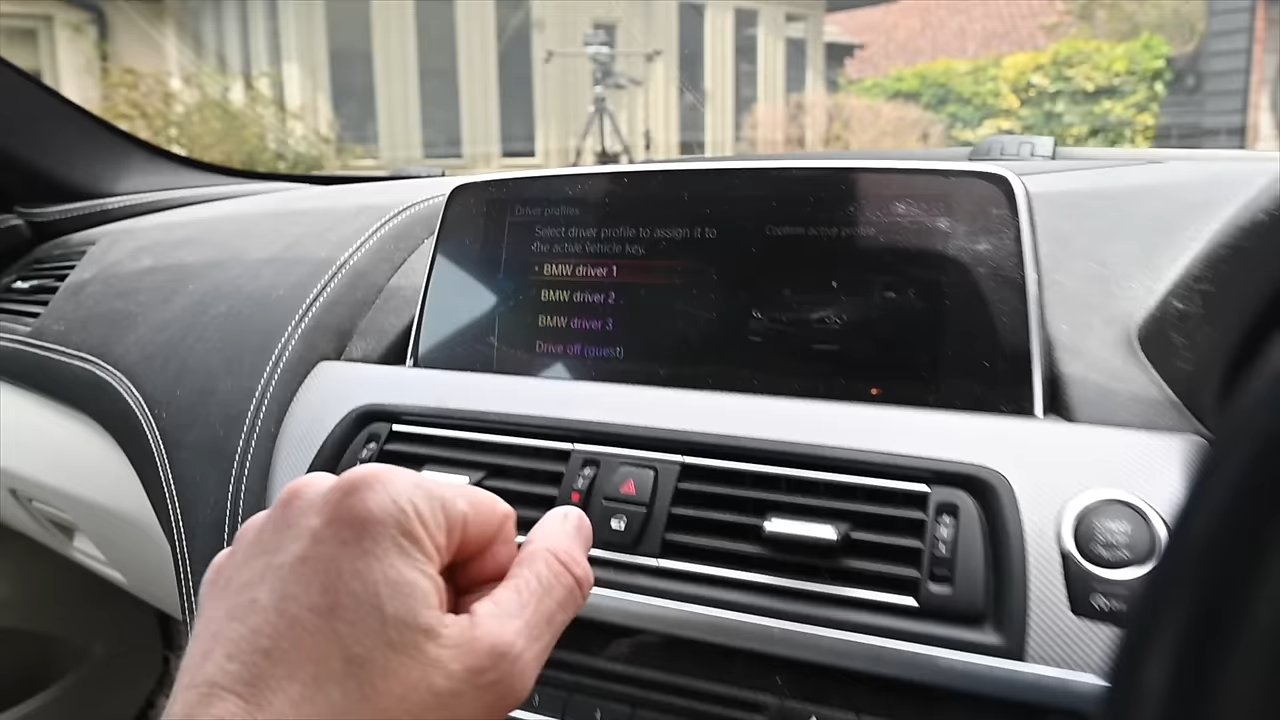 Driver profiles
Select driver profile to assign it to
the active vehicle key.
BMW driver 1
BMW driver 2
BMW driver 3
Drive off (guest)
Confirm active profile